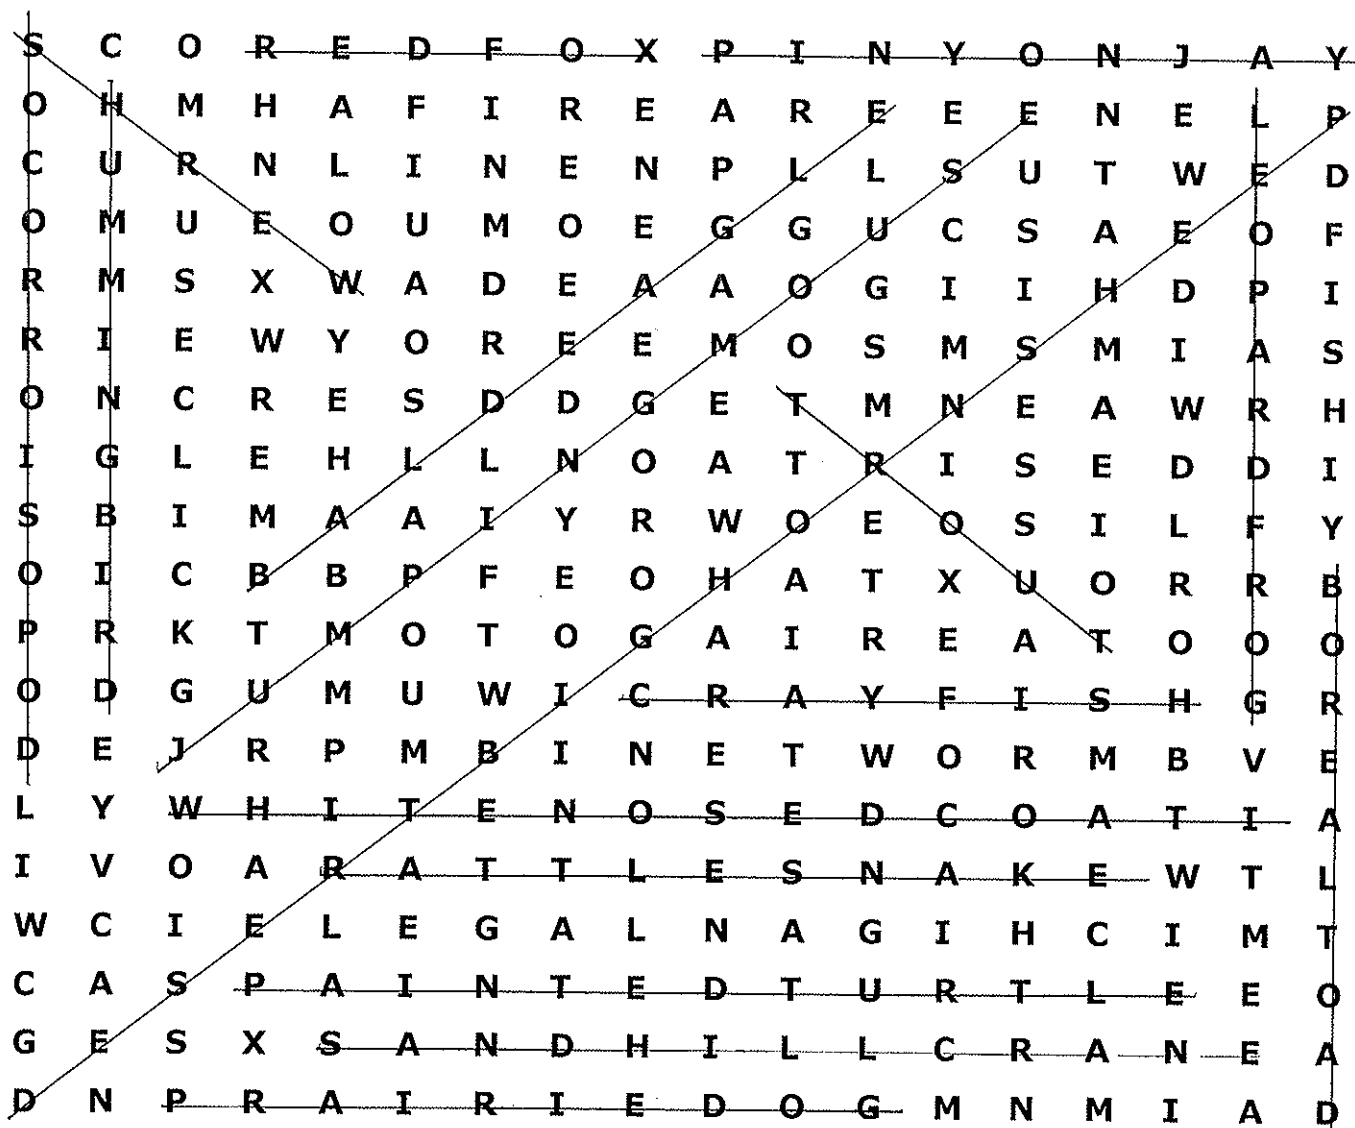 S C O R E D F O X P I N Y O N J A Y
O H M H A F I R E A R E E E N E L P
C U R N L I N E N P L L S U T W E D
O M U E O U M O E G G U C S A E O F
R M S X W A D E A A O G I I H D P I
R I E W Y O R E E M O S M S M I A S
O N C R E S D D G E T M N E A W R H
I G L E H L L N O A T R I S E D D I
S B I M A A I Y R W O E O S I L F Y
O I C B B P F E O H A T X U O R R B
P R K T M O T O G A I R E A T O O O
O D G U M U W I C R A Y F I S H G R
D E J R P M B I N E T W O R M B V E
L Y W H I T E N O S E D C O A T I A
I V O A R A T T L E S N A K E W T L
W C I E L E G A L N A G I H C I M T
C A S P A I N T E D T U R T L E E O
G E S X S A N D H I L L C R A N E A
D N P R A I R I E D O G M N M I A D